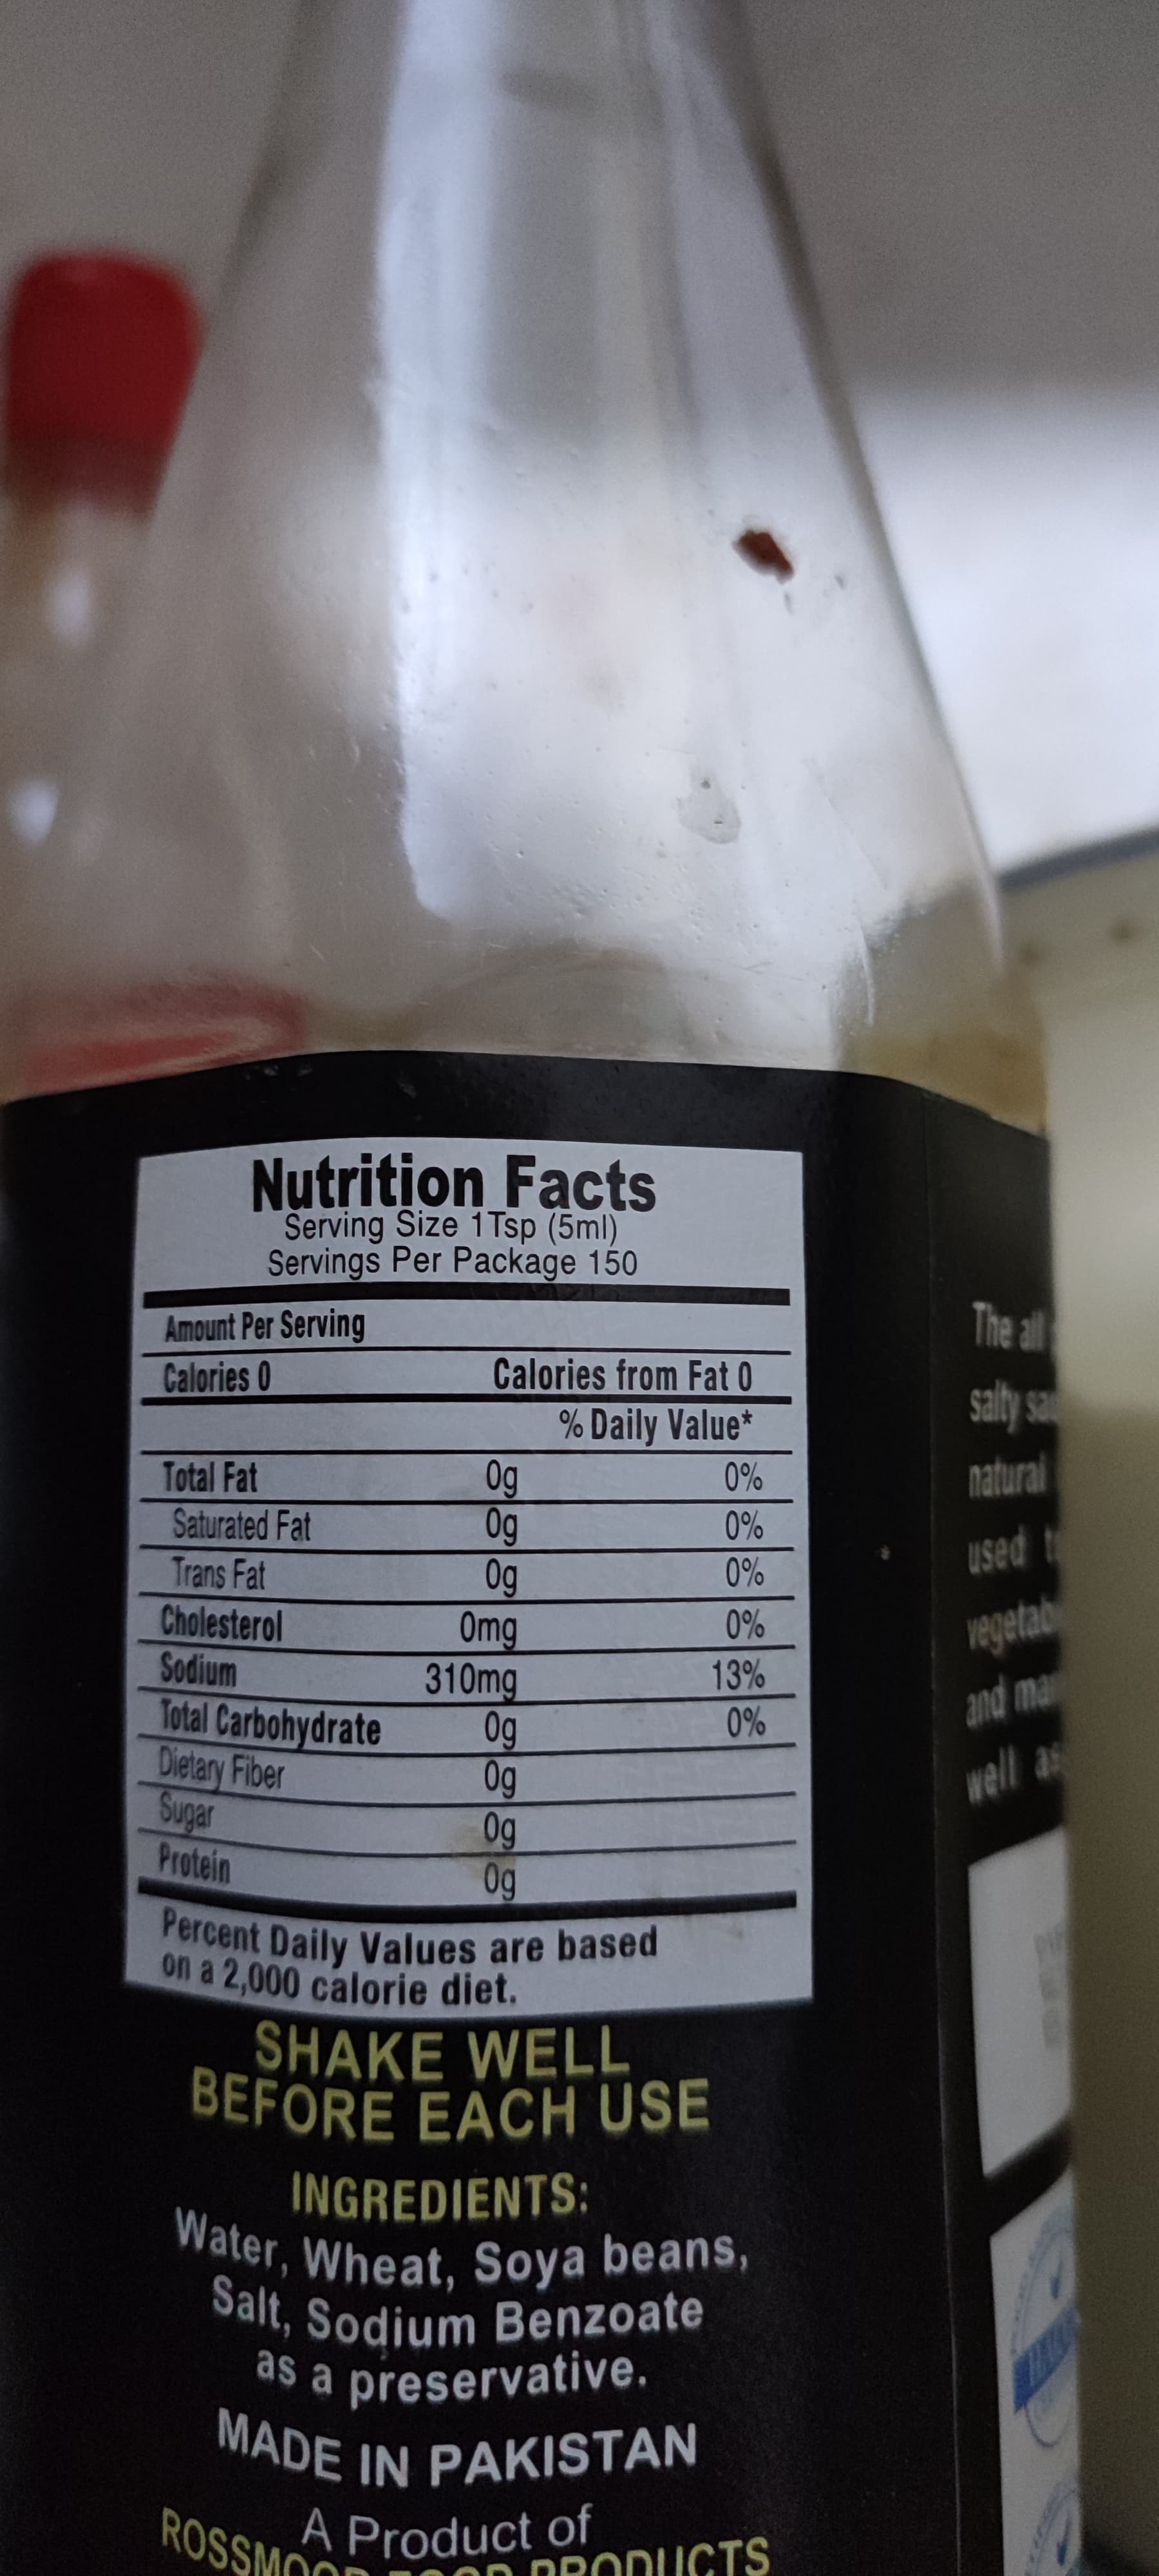 Nutrition Facts
Serving Size 1Tsp (5ml)
Servings Per Package 150
Amount Per Serving
Calories 0 Calories from Fat 0
% Daily Value*
Total Fat 0g 0%
Saturated Fat 0g 0%
Trans Fat 0g 0%
Cholesterol 0mg 0%
Sodium 310mg 13%
Total Carbohydrate 0g 0%
Dietary Fiber 0g
Sugar 0g
Protein 0g
Percent Daily Values are based
on a 2,000 calorie diet.
SHAKE WELL
BEFORE EACH USE
INGREDIENTS:
Water, Wheat, Soya beans,
Salt, Sodium Benzoate
as a preservative.
MADE IN PAKISTAN
A Product of
ROSSMOOR FOOD PRODUCTS
The all
salty
natural
used
and
well